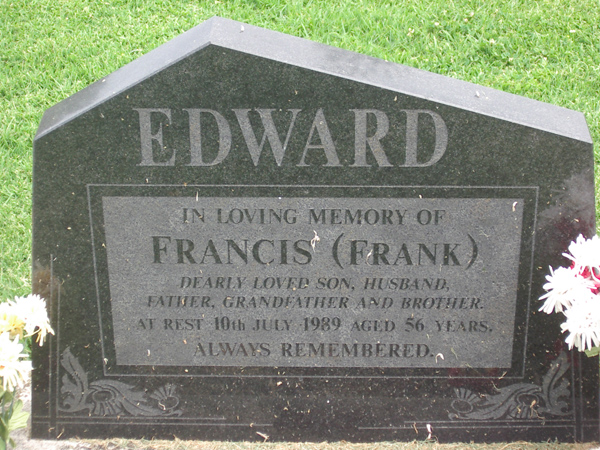 EDWARD
IN LOVING MEMORY OF
FRANCIS (FRANK)
DEARLY LOVED SON, HUSBAND,
FATHER, GRANDFATHER AND BROTHER.
AT REST 10th JULY 1989 AGED 56 YEARS.
ALWAYS REMEMBERED.